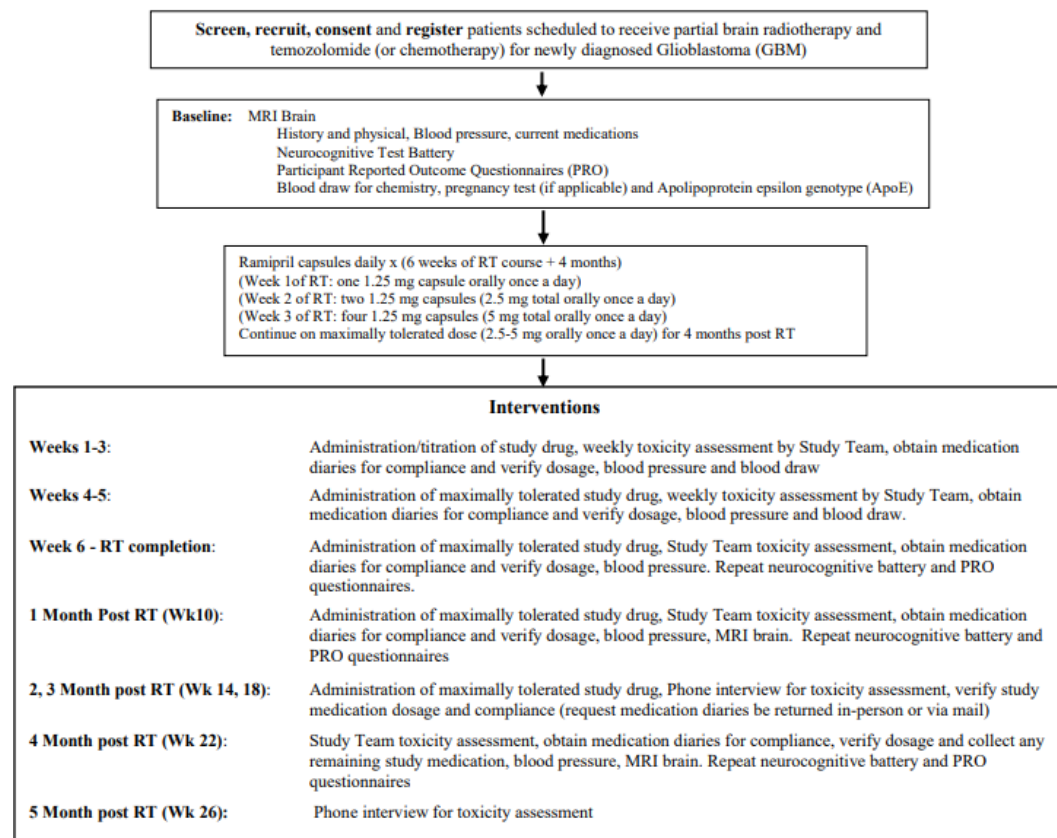 Screen, recruit, consent and register patients scheduled to receive partial brain radiotherapy and
temozolomide (or chemotherapy) for newly diagnosed Glioblastoma (GBM)
Baseline: MRI Brain
History and physical, Blood pressure, current medications
Neurocognitive Test Battery
Participant Reported Outcome Questionnaires (PRO)
Blood draw for chemistry, pregnancy test (if applicable) and Apolipoprotein epsilon genotype (ApoE)
Ramipril capsules daily x (6 weeks of RT course + 4 months)
(Week 1of RT: one 1.25 mg capsule orally once a day)
(Week 2 of RT: two 1.25 mg capsules (2.5 mg total orally once a day)
(Week 3 of RT: four 1.25 mg capsules (5 mg total orally once a day)
Continue on maximally tolerated dose (2.5-5 mg orally once a day) for 4 months post RT
Interventions
Weeks 1-3: Administration/titration of study drug, weekly toxicity assessment by Study Team, obtain medication
diaries for compliance and verify dosage, blood pressure and blood draw
Weeks 4-5: Administration of maximally tolerated study drug, weekly toxicity assessment by Study Team, obtain
medication diaries for compliance and verify dosage, blood pressure and blood draw.
Week 6 - RT completion: Administration of maximally tolerated study drug, Study Team toxicity assessment, obtain medication
diaries for compliance and verify dosage, blood pressure. Repeat neurocognitive battery and PRO
questionnaires.
1 Month Post RT (Wk10): Administration of maximally tolerated study drug, Study Team toxicity assessment, obtain medication
diaries for compliance and verify dosage, blood pressure, MRI brain. Repeat neurocognitive battery and
PRO questionnaires
2, 3 Month post RT (Wk 14, 18): Administration of maximally tolerated study drug, Phone interview for toxicity assessment, verify study
medication dosage and compliance (request medication diaries be returned in-person or via mail)
4 Month post RT (Wk 22): Study Team toxicity assessment, obtain medication diaries for compliance, verify dosage and collect any
remaining study medication, blood pressure, MRI brain. Repeat neurocognitive battery and PRO
questionnaires
5 Month post RT (Wk 26): Phone interview for toxicity assessment